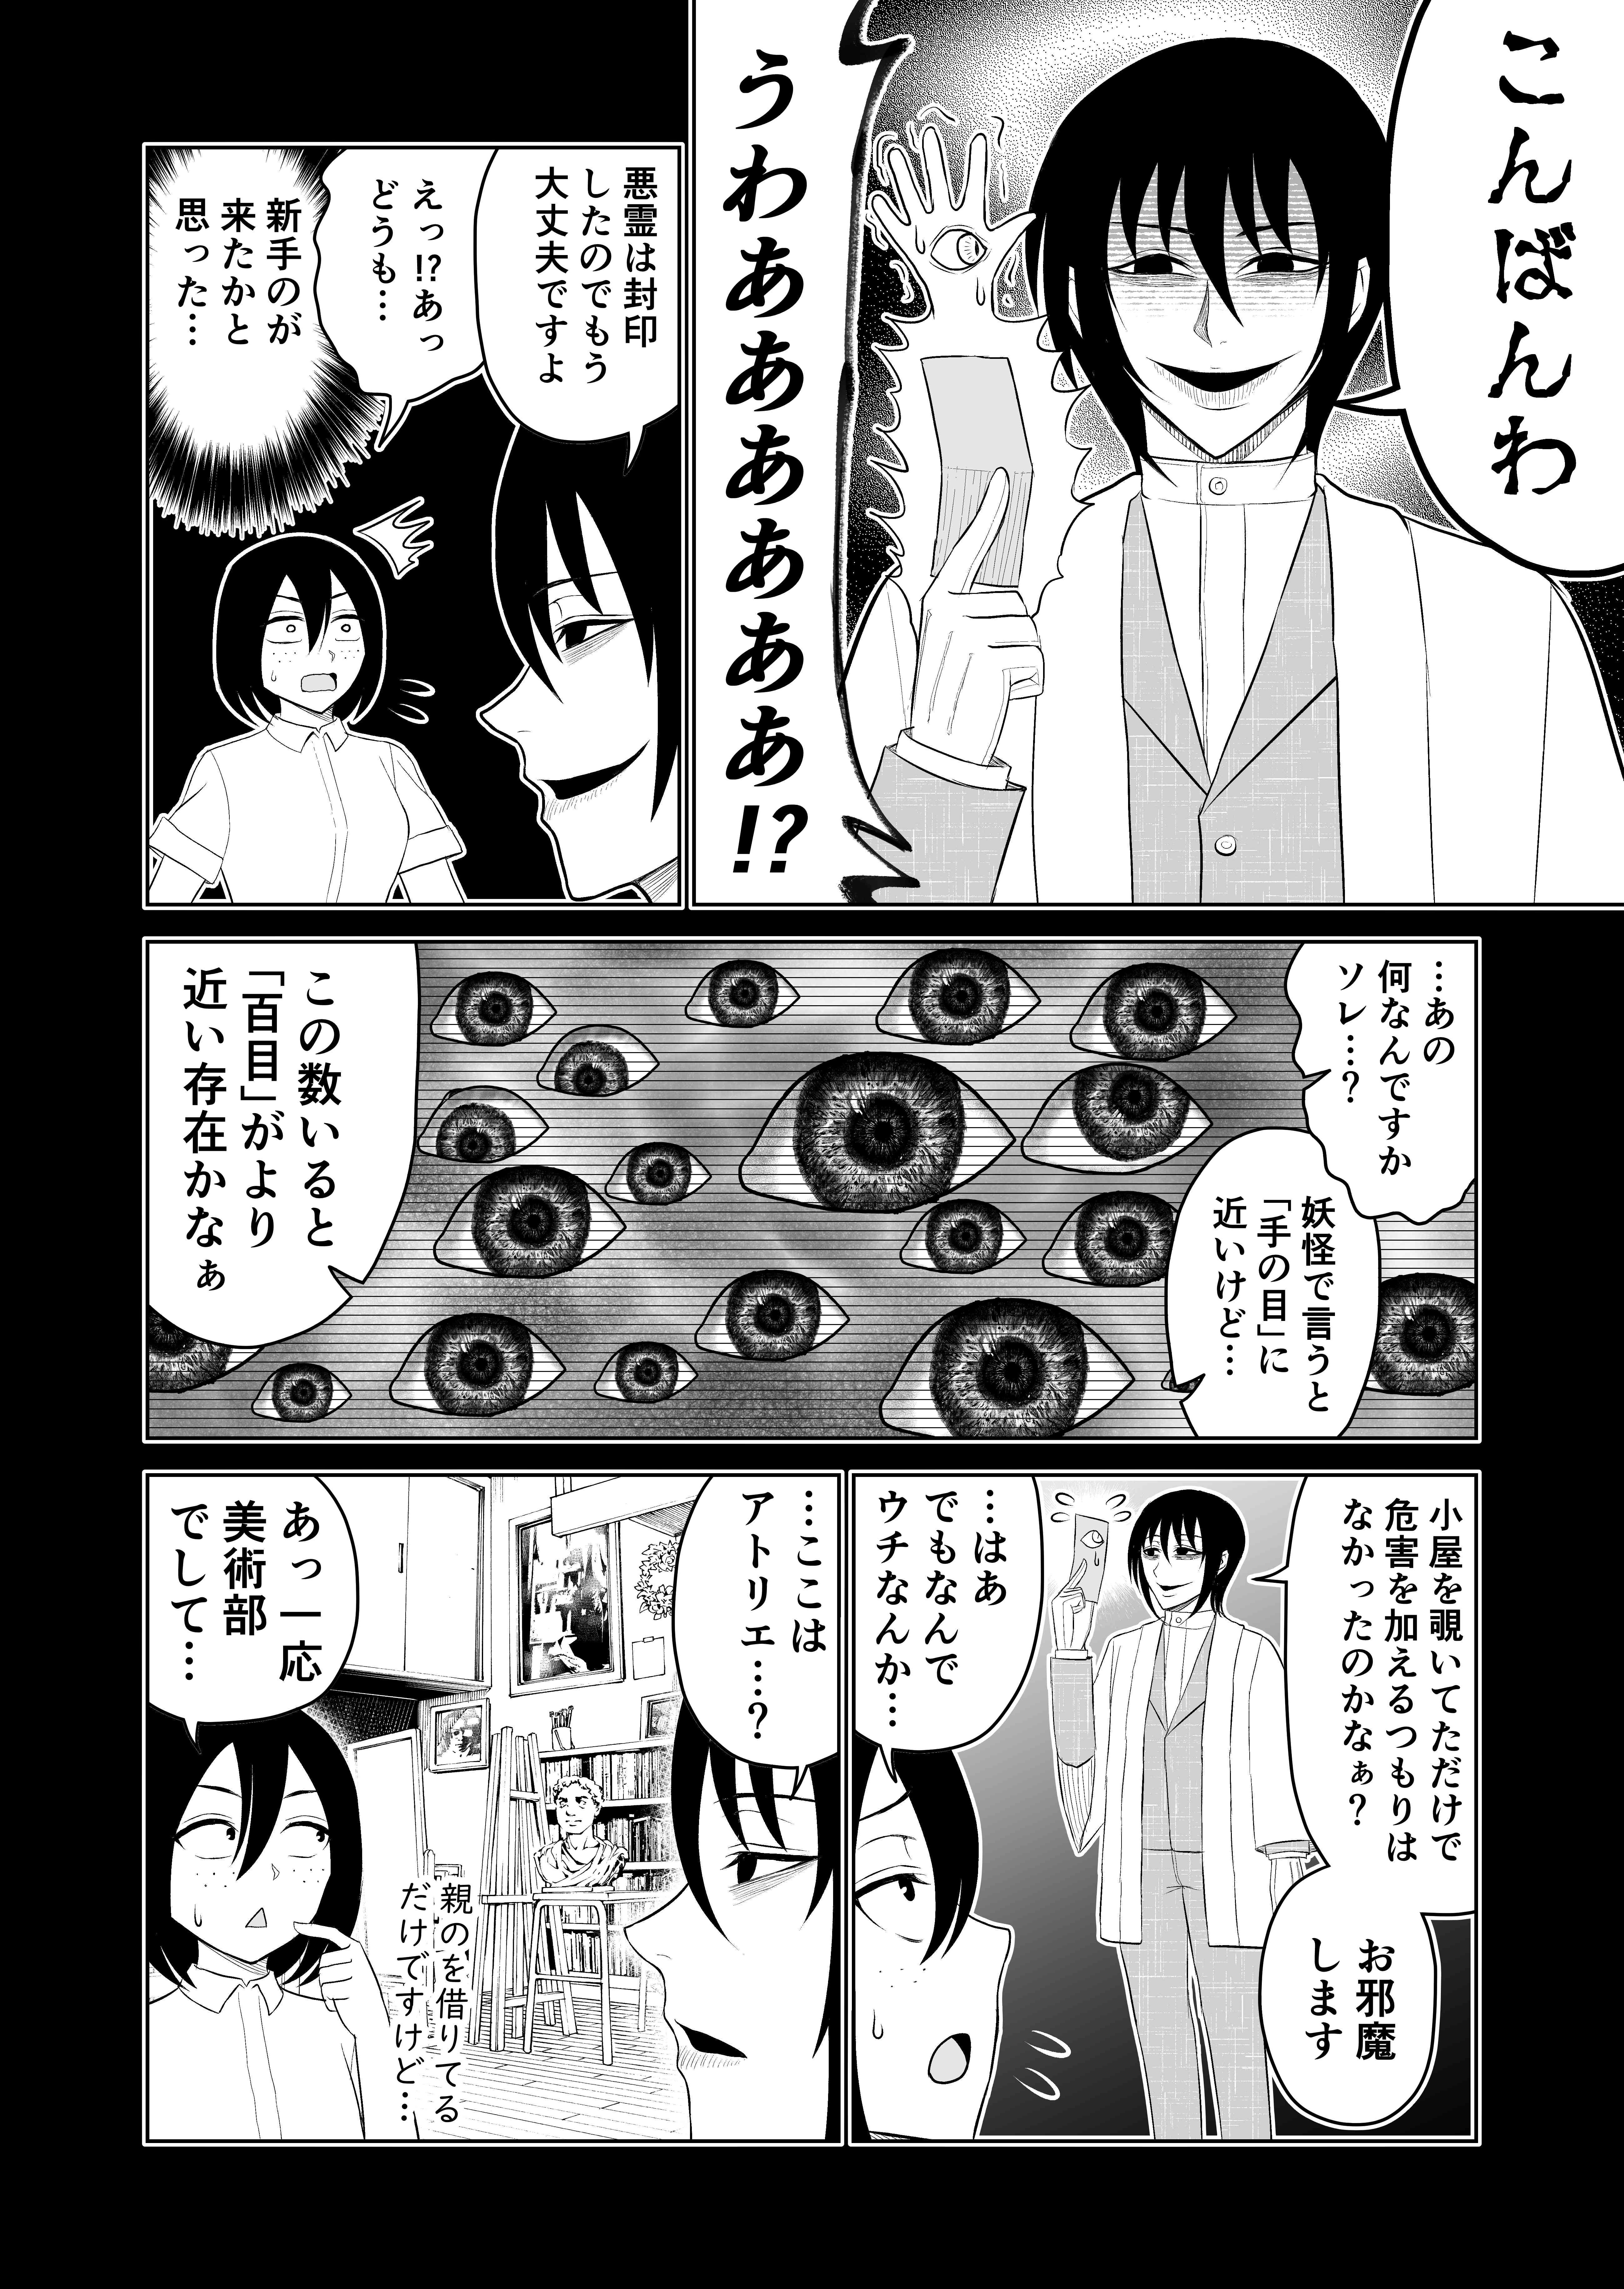 こんばんわ
うわああああああ!?
悪霊は封印
したのでもう
大丈夫ですよ
えっ!?あっ
どうも…
新手のが
来たかと
思った…
…あの
何なんですか
ソレ…?
妖怪で言うと
「手の目」に
近いけど…
この数いると
「百目」がより
近い存在かなぁ
小屋を覗いてただけで
危害を加えるつもりは
なかったのかなぁ?
お邪魔
します
…はあ
でもなんで
ウチなんか…
…ここは
アトリエ…?
あっ一応
美術部
でして…
親のを借りてる
だけですけど…